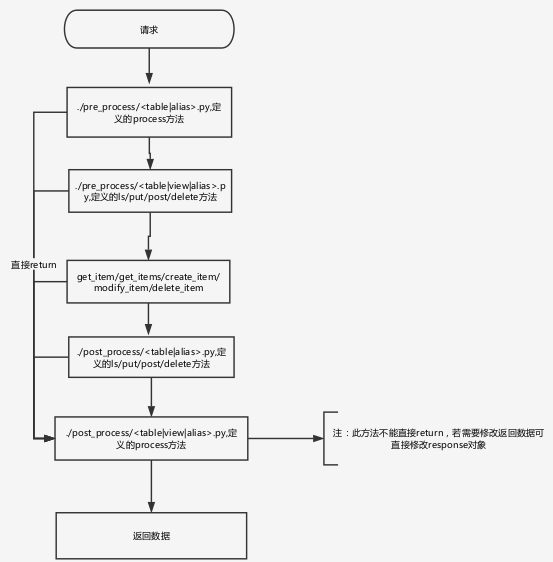 请求
./pre_process/<table|alias>.py,定
义的process方法
./pre_process/<table|view|alias>.p
y,定义的ls/put/post/delete方法
直接return
get_item/get_items/create_item/
modify_item/delete_item
./post_process/<table|alias>.py,定
义的ls/put/post/delete方法
./post_process/<table|view|alias>.py,定
义的process方法
注：此方法不能直接return，若需要修改返回数据可
直接修改response对象
返回数据